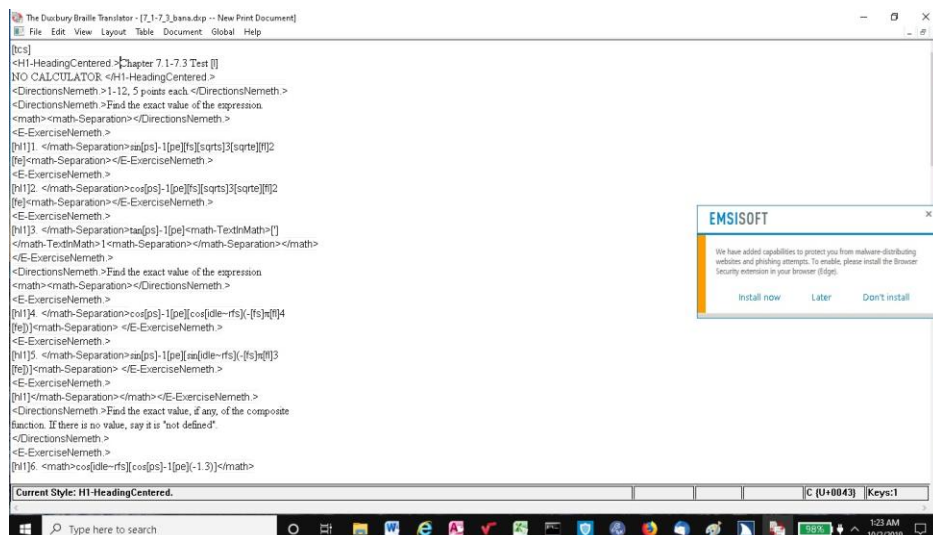 The Duxbury Braille Translator - [7_1-7_3_bana.dxp -- New Print Document]
File Edit View Layout Table Document Global Help
[tcs]
<H1-HeadingCentered.>Chapter 7.1-7.3 Test [l]
NO CALCULATOR </H1-HeadingCentered.>
<DirectionsNemeth.>1-12, 5 points each.</DirectionsNemeth.>
<DirectionsNemeth.>Find the exact value of the expression.
<math><math-Separation></DirectionsNemeth.>
<E-ExerciseNemeth.>
[hl1]1. </math-Separation>sin[ps]-1[pe][fs][sqrts]3[sqrte][fl]2
[fe]<math-Separation></E-ExerciseNemeth.>
<E-ExerciseNemeth.>
[hl1]2. </math-Separation>cos[ps]-1[pe][fs][sqrts]3[sqrte][fl]2
[fe]<math-Separation></E-ExerciseNemeth.>
<E-ExerciseNemeth.>
[hl1]3. </math-Separation>tan[ps]-1[pe]<math-TextInMath>[']
</math-TextInMath>1<math-Separation></math-Separation></math>
</E-ExerciseNemeth.>
<DirectionsNemeth.>Find the exact value of the expression
<math><math-Separation></DirectionsNemeth.>
<E-ExerciseNemeth.>
[hl1]4. </math-Separation>cos[ps]-1[pe][cos[idle~rfs](-[fs]π[fl]4
[fe])]<math-Separation> </E-ExerciseNemeth.>
<E-ExerciseNemeth.>
[hl1]5. </math-Separation>sin[ps]-1[pe][sin[idle~rfs](-[fs]π[fl]3
[fe])]<math-Separation> </E-ExerciseNemeth.>
<E-ExerciseNemeth.>
[hl1]</math-Separation></math></E-ExerciseNemeth.>
<DirectionsNemeth.>Find the exact value, if any, of the composite
function. If there is no value, say it is "not defined".
</DirectionsNemeth.>
<E-ExerciseNemeth.>
[hl1]6. <math>cos[idle~rfs][cos[ps]-1[pe](-1.3)]</math>
EMSISOFT
We have added capabilities to protect you from malware-distributing
websites and phishing attempts. To enable, please install the Browser
Security extension in your browser (Edge).
Install now Later Don't install
Current Style: H1-HeadingCentered. C {U+0043} Keys:1
Type here to search 98% 1:23 AM
10/2/2019